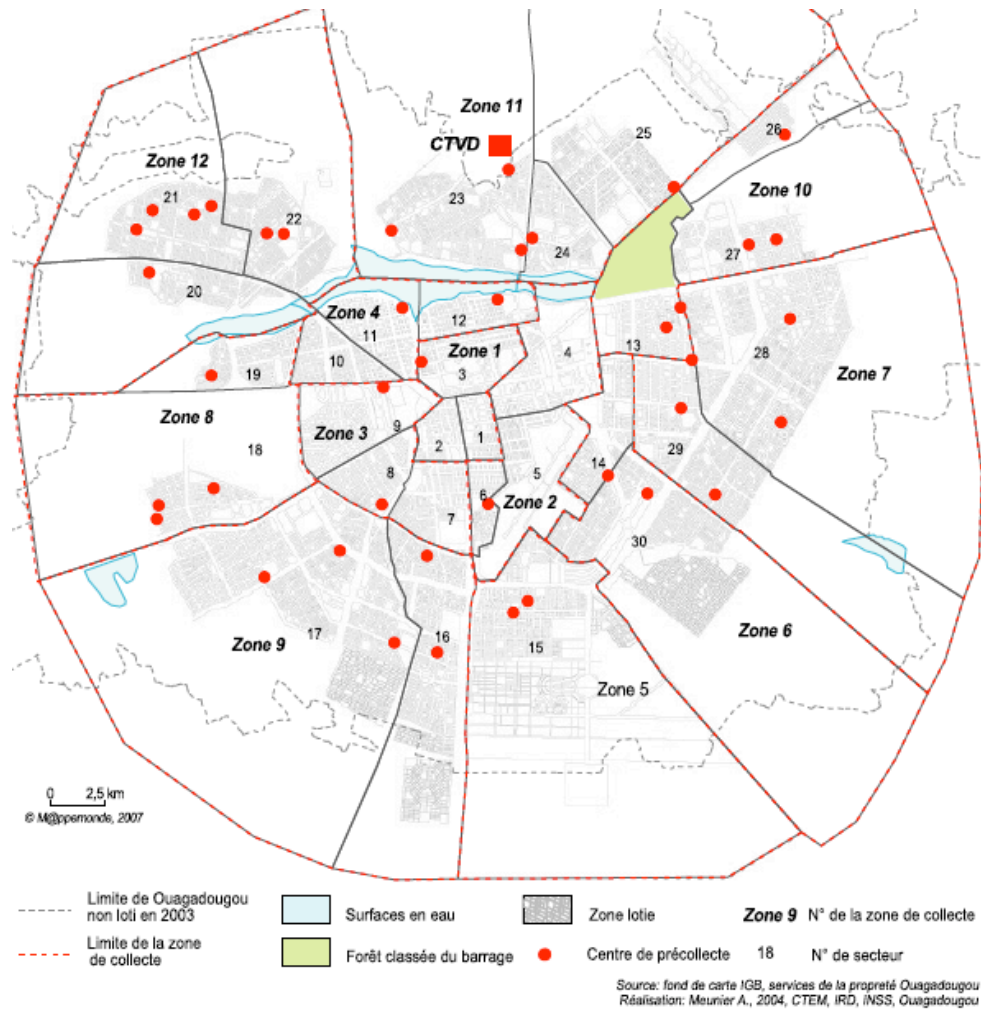 Zone 11
CTVD
25
26
Zone 12
21
22
23
24
Zone 10
27
20
Zone 4
11
12
10
Zone 1
3
4
13
28
Zone 7
19
Zone 8
18
Zone 3
9
2
1
8
7
6
5
Zone 2
14
29
30
Zone 6
Zone 9
17
16
15
Zone 5
0 2,5 km
© M@ppemonde, 2007
Limite de Ouagadougou
non loti en 2003
Surfaces en eau
Zone lotie
Zone 9 N° de la zone de collecte
Limite de la zone
de collecte
Forêt classée du barrage
Centre de précollecte
18 N° de secteur
Source: fond de carte IGB, services de la propreté Ouagadougou
Réalisation: Meunier A., 2004, CTEM, IRD, INSS, Ouagadougou